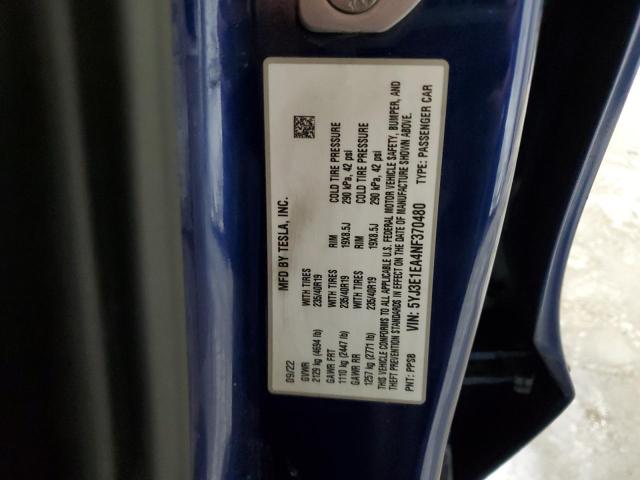 09/22 MFD BY TESLA, INC.
GVWR WITH TIRES RIM COLD TIRE PRESSURE
2129 kg (4694 lb) 235/40R19 19X8.5J 290 kPa, 42 psi
GAWR FRT WITH TIRES RIM COLD TIRE PRESSURE
1110 kg (2447 lb) 235/40R19 19X8.5J 290 kPa, 42 psi
GAWR RR
1257 kg (2771 lb) 235/40R19
THIS VEHICLE CONFORMS TO ALL APPLICABLE U.S. FEDERAL MOTOR VEHICLE SAFETY, BUMPER, AND
THEFT PREVENTION STANDARDS IN EFFECT ON THE DATE OF MANUFACTURE SHOWN ABOVE.
VIN: 5YJ3E1EA4NF370480
PNT: PPSB TYPE: PASSENGER CAR